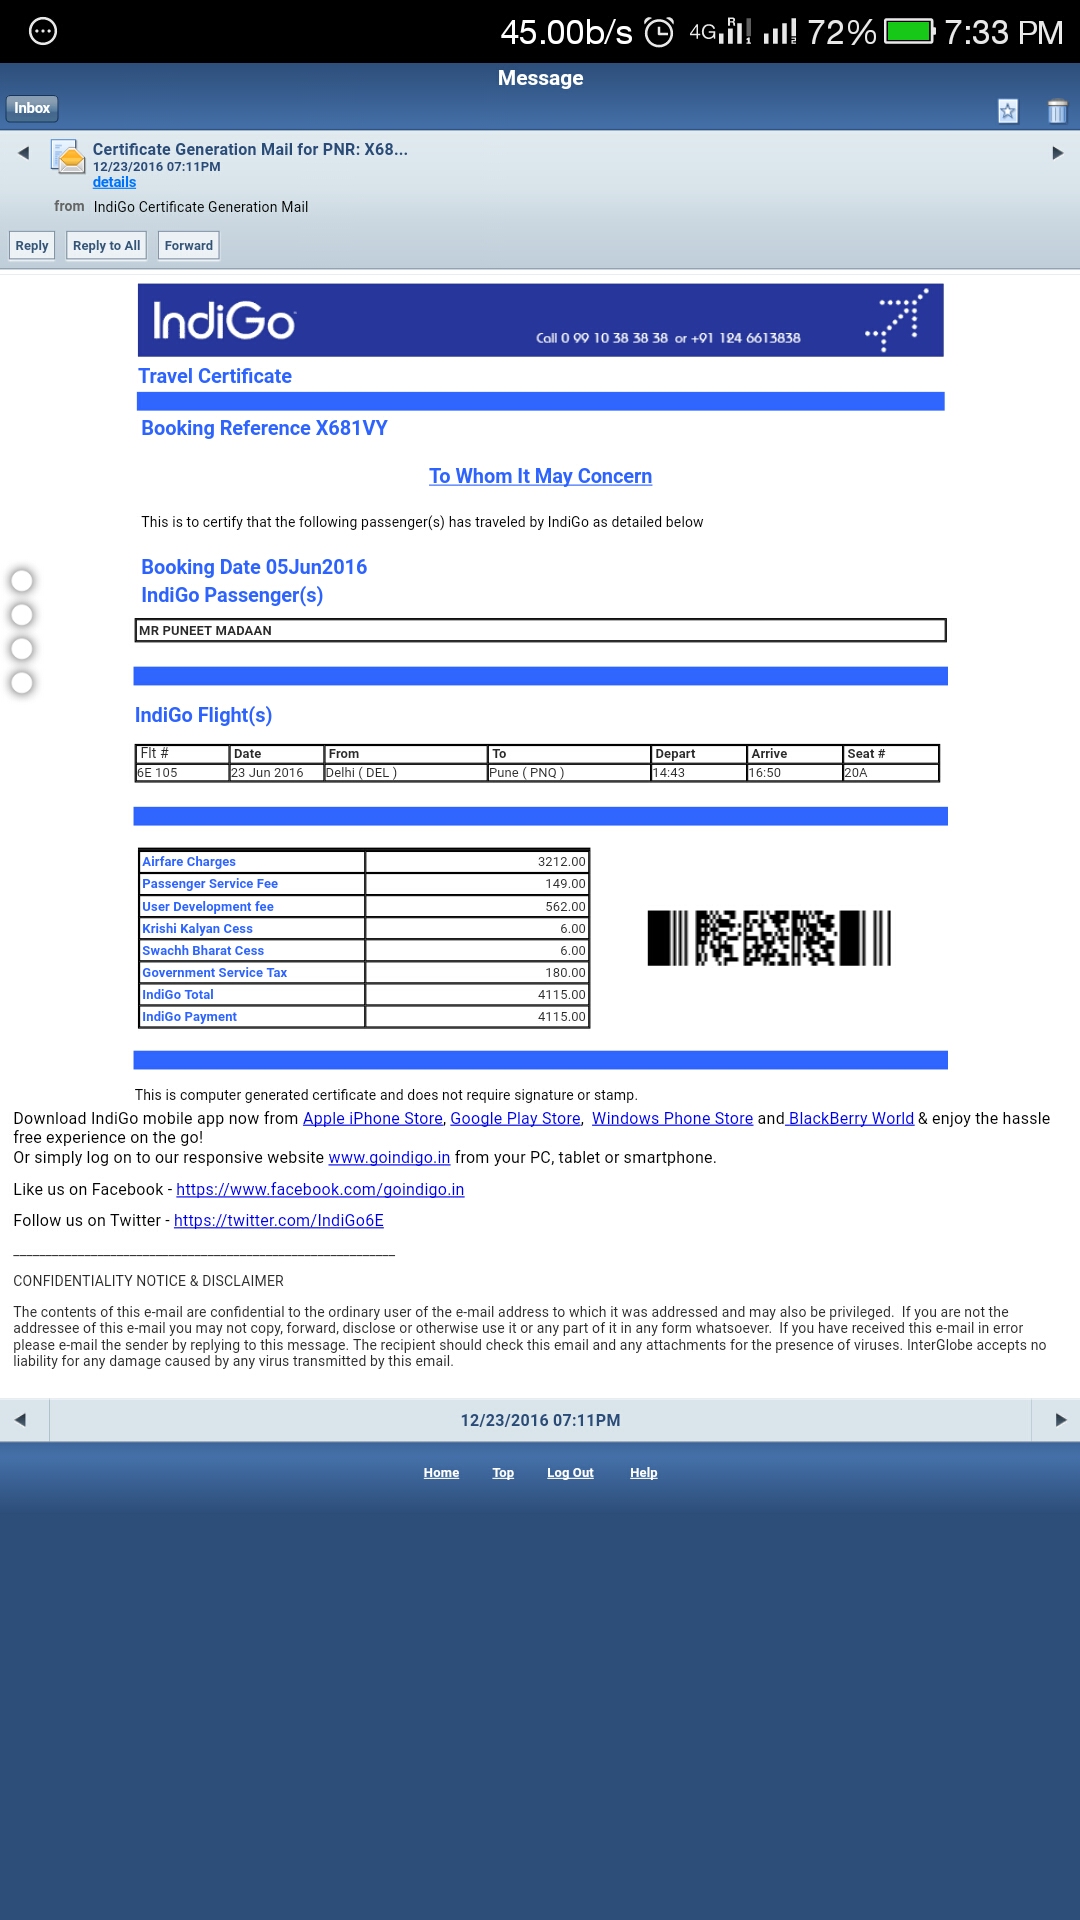 45.00b/s 4G R 1 2 72% 7:33 PM
Message
Inbox
Certificate Generation Mail for PNR: X68...
12/23/2016 07:11PM
details
from IndiGo Certificate Generation Mail
Reply Reply to All Forward
IndiGo
Call 0 99 10 38 38 38 or +91 124 6613838
Travel Certificate
Booking Reference X681VY
To Whom It May Concern
This is to certify that the following passenger(s) has traveled by IndiGo as detailed below
Booking Date 05Jun2016
IndiGo Passenger(s)
MR PUNEET MADAAN
IndiGo Flight(s)
Flt # Date From To Depart Arrive Seat #
6E 105 23 Jun 2016 Delhi ( DEL ) Pune ( PNQ ) 14:43 16:50 20A
Airfare Charges 3212.00
Passenger Service Fee 149.00
User Development fee 562.00
Krishi Kalyan Cess 6.00
Swachh Bharat Cess 6.00
Government Service Tax 180.00
IndiGo Total 4115.00
IndiGo Payment 4115.00
This is computer generated certificate and does not require signature or stamp.
Download IndiGo mobile app now from Apple iPhone Store, Google Play Store, Windows Phone Store and BlackBerry World & enjoy the hassle
free experience on the go!
Or simply log on to our responsive website www.goindigo.in from your PC, tablet or smartphone.
Like us on Facebook - https://www.facebook.com/goindigo.in
Follow us on Twitter - https://twitter.com/IndiGo6E
___________________________________________________________
CONFIDENTIALITY NOTICE & DISCLAIMER
The contents of this e-mail are confidential to the ordinary user of the e-mail address to which it was addressed and may also be privileged. If you are not the
addressee of this e-mail you may not copy, forward, disclose or otherwise use it or any part of it in any form whatsoever. If you have received this e-mail in error
please e-mail the sender by replying to this message. The recipient should check this email and any attachments for the presence of viruses. InterGlobe accepts no
liability for any damage caused by any virus transmitted by this email.
12/23/2016 07:11PM
Home Top Log Out Help